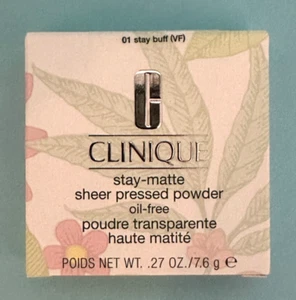 01 stay buff (VF)
CLINIQUE
stay-matte
sheer pressed powder
oil-free
poudre transparente
haute matité
POIDS NET WT. .27 OZ./7.6 g ℮